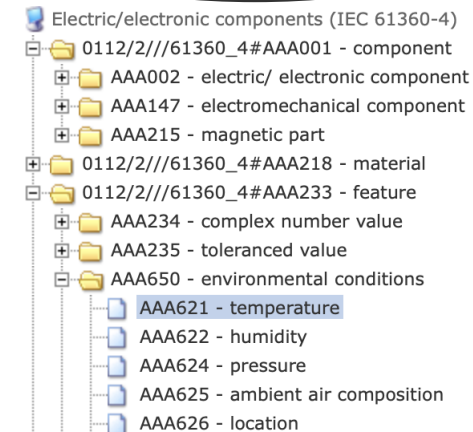 Electric/electronic components (IEC 61360-4)
0112/2///61360_4#AAA001 - component
AAA002 - electric/ electronic component
AAA147 - electromechanical component
AAA215 - magnetic part
0112/2///61360_4#AAA218 - material
0112/2///61360_4#AAA233 - feature
AAA234 - complex number value
AAA235 - toleranced value
AAA650 - environmental conditions
AAA621 - temperature
AAA622 - humidity
AAA624 - pressure
AAA625 - ambient air composition
AAA626 - location